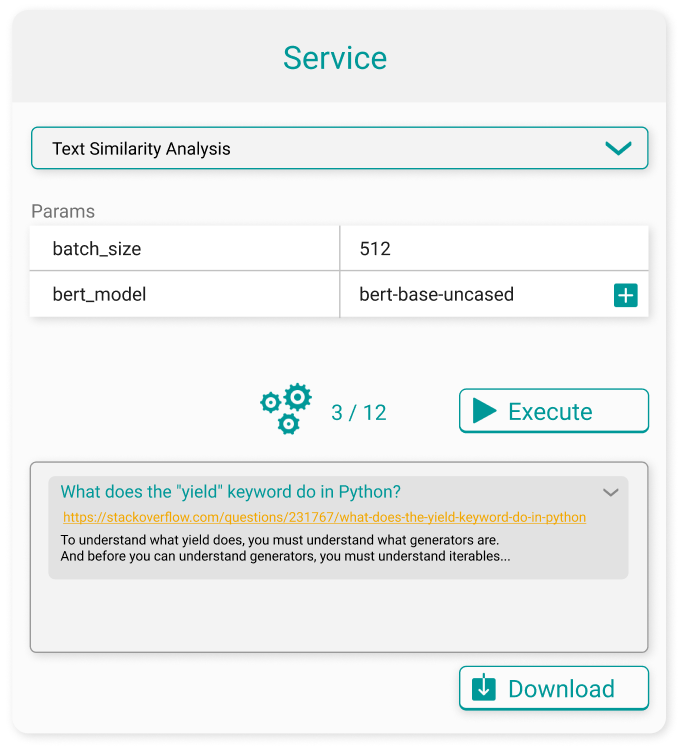 Service
Text Similarity Analysis
Params
batch_size 512
bert_model bert-base-uncased
3 / 12 Execute
What does the "yield" keyword do in Python?
https://stackoverflow.com/questions/231767/what-does-the-yield-keyword-do-in-python
To understand what yield does, you must understand what generators are.
And before you can understand generators, you must understand iterables...
Download